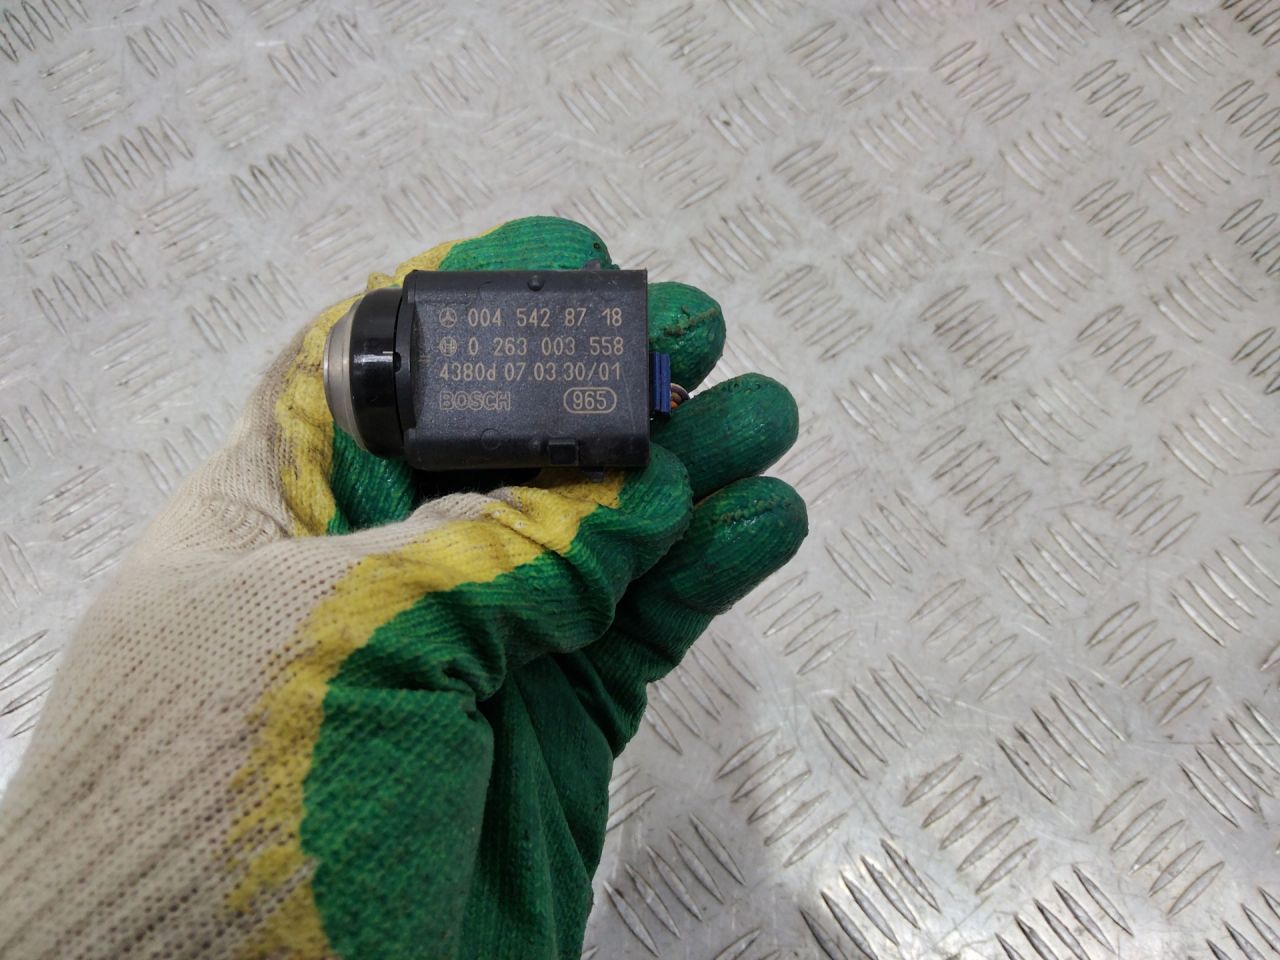 004 542 87 18
0 263 003 558
4380d 07.03.30/01
BOSCH 965